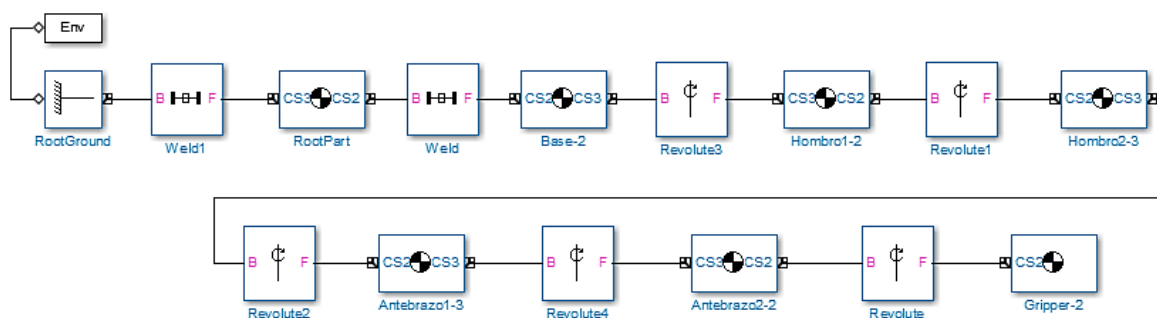 Env
B F CS3 CS2 B F CS2 CS3 B F CS3 CS2 B F CS2 CS3
RootGround Weld1 RootPart Weld Base-2 Revolute3 Hombro1-2 Revolute1 Hombro2-3
B F CS2 CS3 B F CS3 CS2 B F CS2
Revolute2 Antebrazo1-3 Revolute4 Antebrazo2-2 Revolute Gripper-2